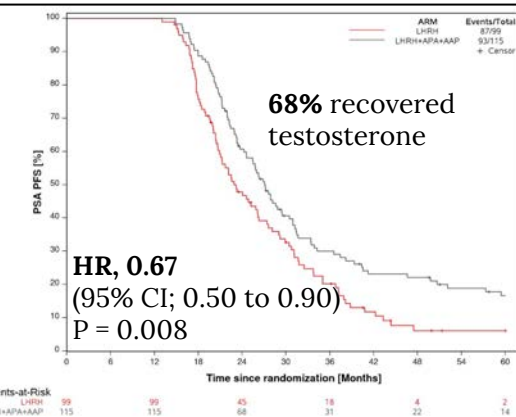 100
90
80
70
60
50
40
30
20
10
0
PSA PFS [%]
ARM Events/Total
LHRH 87/99
LHRH+APA+AAP 93/115
+ Censor
68% recovered
testosterone
HR, 0.67
(95% CI; 0.50 to 0.90)
P = 0.008
0 6 12 18 24 30 36 42 48 54 60
Time since randomization [Months]
nts-at-Risk
LHRH 99 99 45 18 4 2
H+APA+AAP 115 115 68 31 22 14